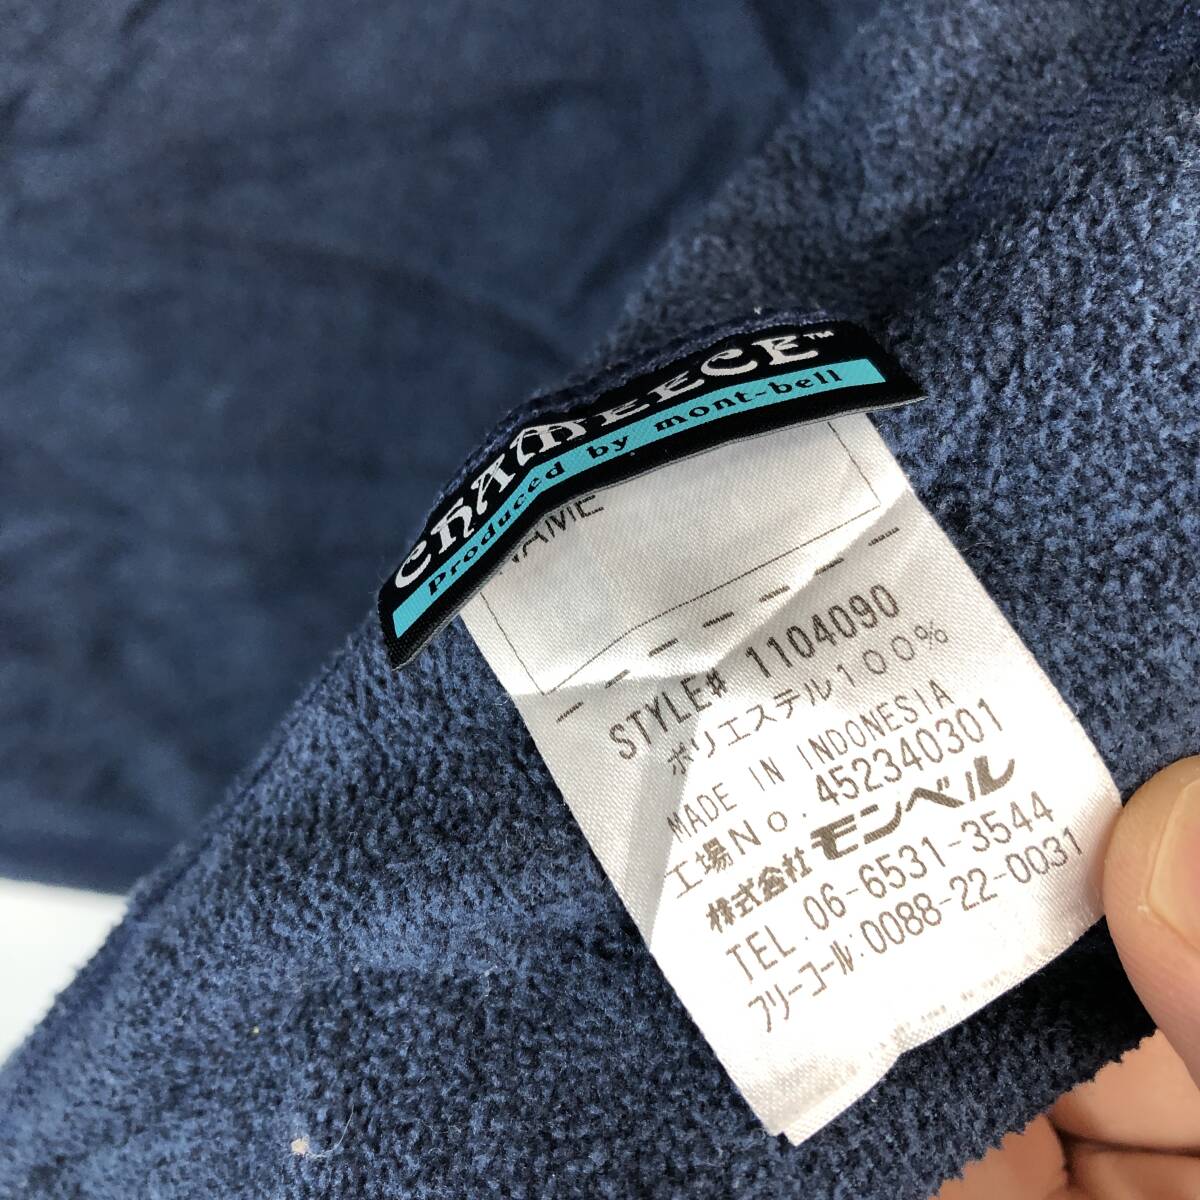 CHAMEECE™
Produced by mont-bell
NAME
STYLE# 1104090
ポリエステル100%
MADE IN INDONESIA
工場No. 452340301
株式会社モンベル
TEL. 06-6531-3544
フリーコール:0088-22-0031